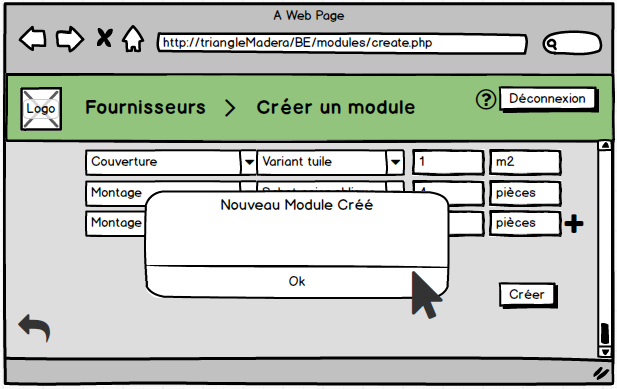 A Web Page
http://triangleMadera/BE/modules/create.php
Logo
Fournisseurs > Créer un module
? Déconnexion
Couverture Variant tuile 1 m2
Montage pièces
Montage pièces
Nouveau Module Créé
Ok
Créer